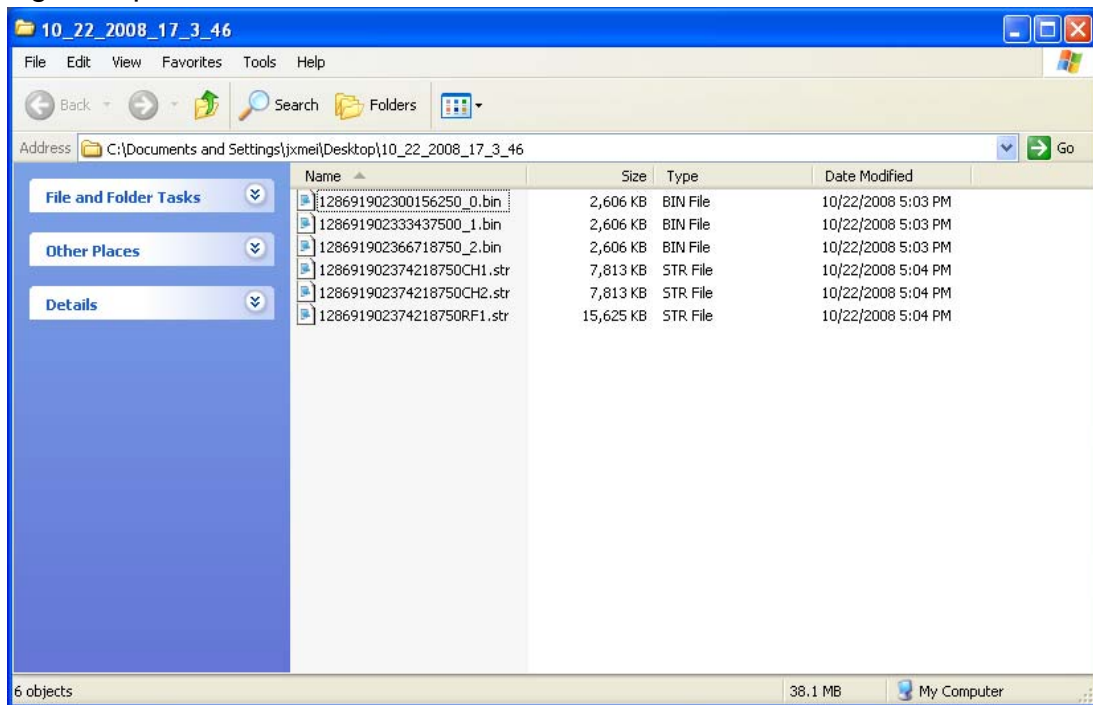 10_22_2008_17_3_46
File Edit View Favorites Tools Help
Back Search Folders
Address C:\Documents and Settings\jxmei\Desktop\10_22_2008_17_3_46 Go
File and Folder Tasks
Other Places
Details
Name Size Type Date Modified
128691902300156250_0.bin 2,606 KB BIN File 10/22/2008 5:03 PM
128691902333437500_1.bin 2,606 KB BIN File 10/22/2008 5:03 PM
128691902366718750_2.bin 2,606 KB BIN File 10/22/2008 5:03 PM
128691902374218750CH1.str 7,813 KB STR File 10/22/2008 5:04 PM
128691902374218750CH2.str 7,813 KB STR File 10/22/2008 5:04 PM
128691902374218750RF1.str 15,625 KB STR File 10/22/2008 5:04 PM
6 objects 38.1 MB My Computer